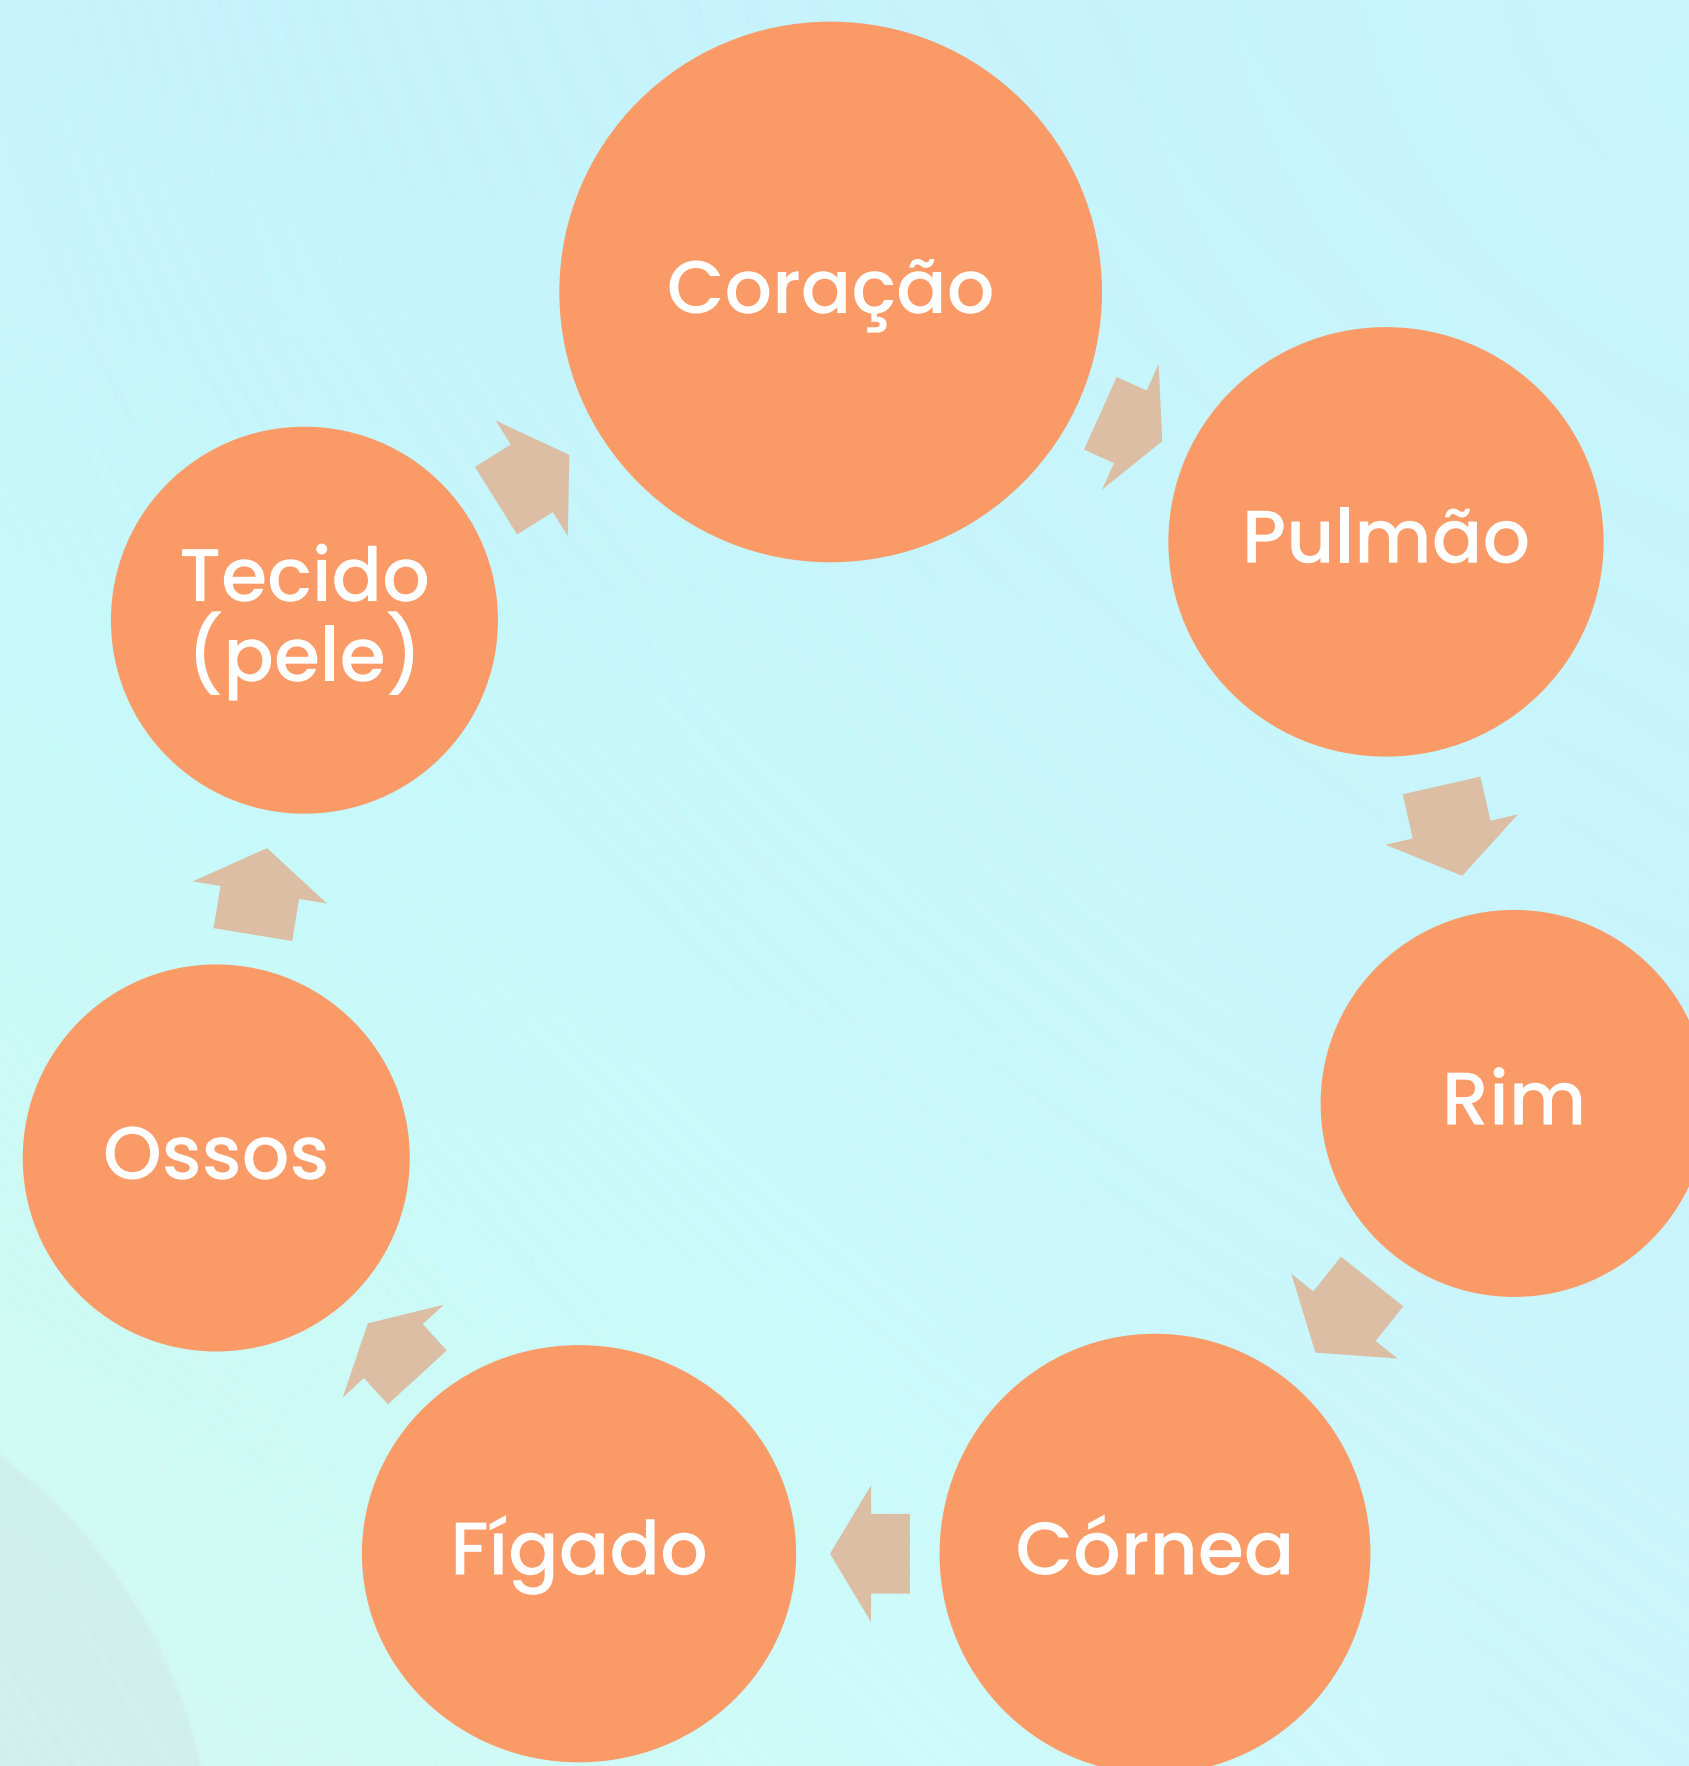 Coração
Pulmão
Rim
Córnea
Fígado
Ossos
Tecido
(pele)